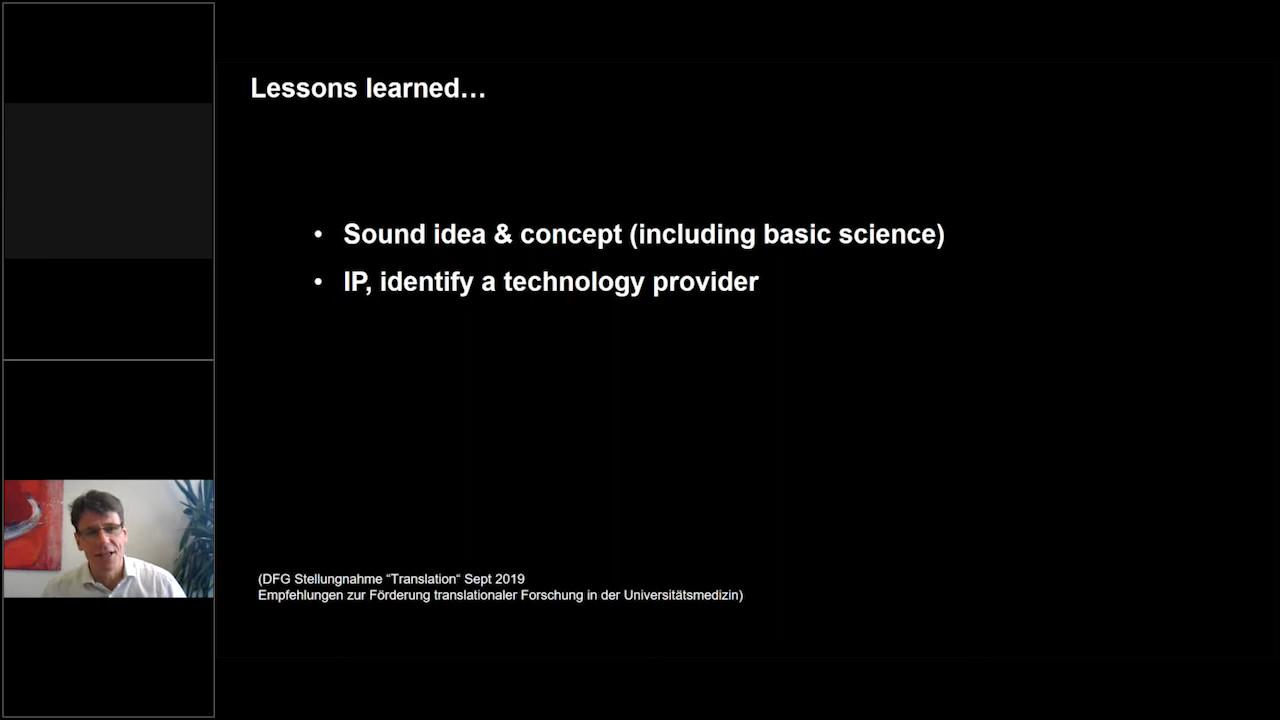 Lessons learned…
• Sound idea & concept (including basic science)
• IP, identify a technology provider
(DFG Stellungnahme “Translation“ Sept 2019
Empfehlungen zur Förderung translationaler Forschung in der Universitätsmedizin)